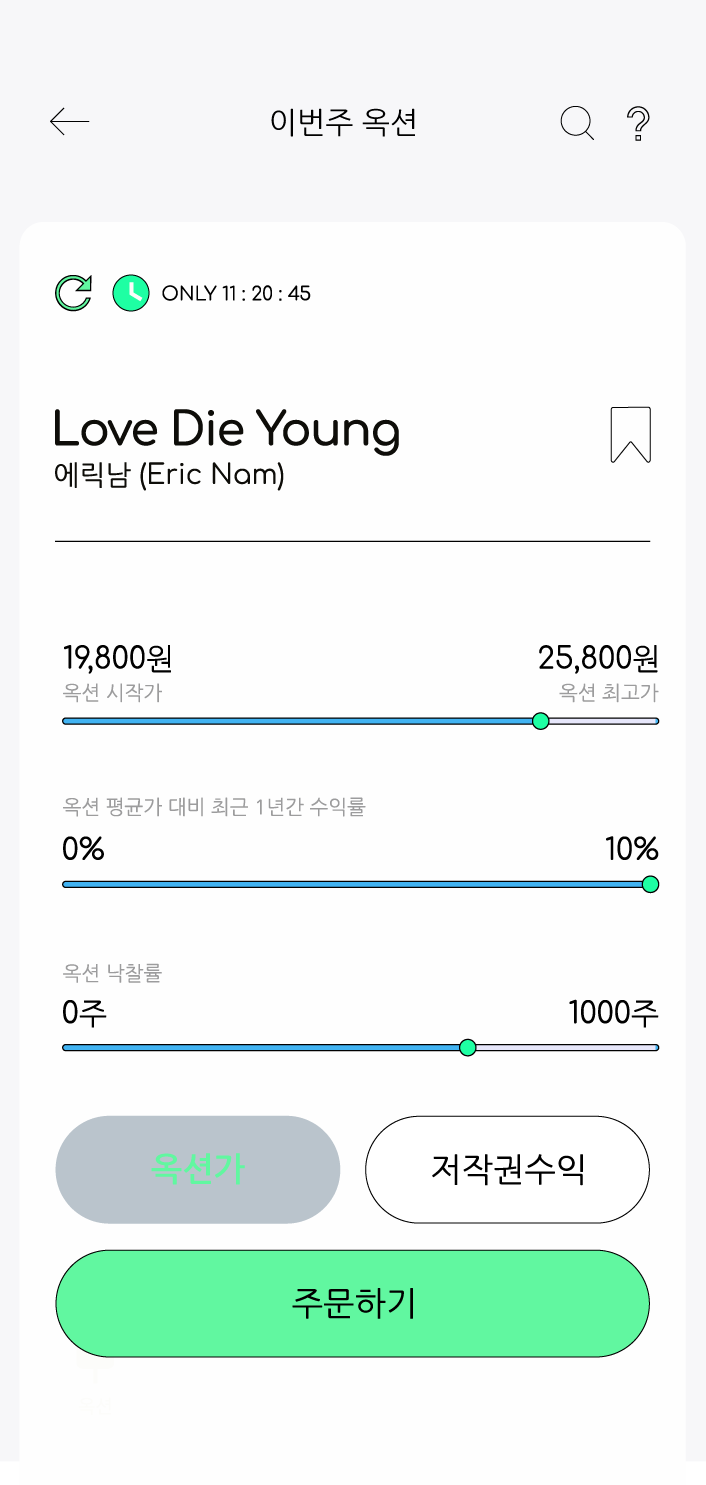 이번주 옥션
ONLY 11 : 20 : 45
Love Die Young
에릭남 (Eric Nam)
19,800원 25,800원
옥션 시작가 옥션 최고가
옥션 평균가 대비 최근 1년간 수익률
0% 10%
옥션 낙찰률
0주 1000주
옥션가 저작권수익
주문하기